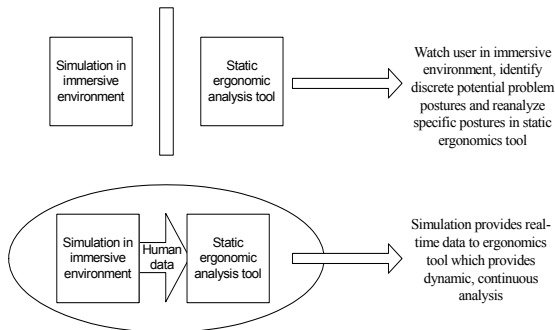 Simulation in
immersive
environment
Static
ergonomic
analysis tool
Watch user in immersive
environment, identify
discrete potential problem
postures and reanalyze
specific postures in static
ergonomics tool
Simulation in
immersive
environment
Human
data
Static
ergonomic
analysis tool
Simulation provides real-
time data to ergonomics
tool which provides
dynamic, continuous
analysis